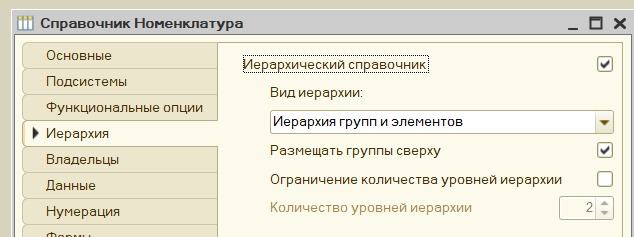 Справочник Номенклатура
Основные
Подсистемы
Функциональные опции
Иерархия
Владельцы
Данные
Нумерация
Формы
Иерархический справочник
Вид иерархии:
Иерархия групп и элементов
Размещать группы сверху
Ограничение количества уровней иерархии
Количество уровней иерархии 2